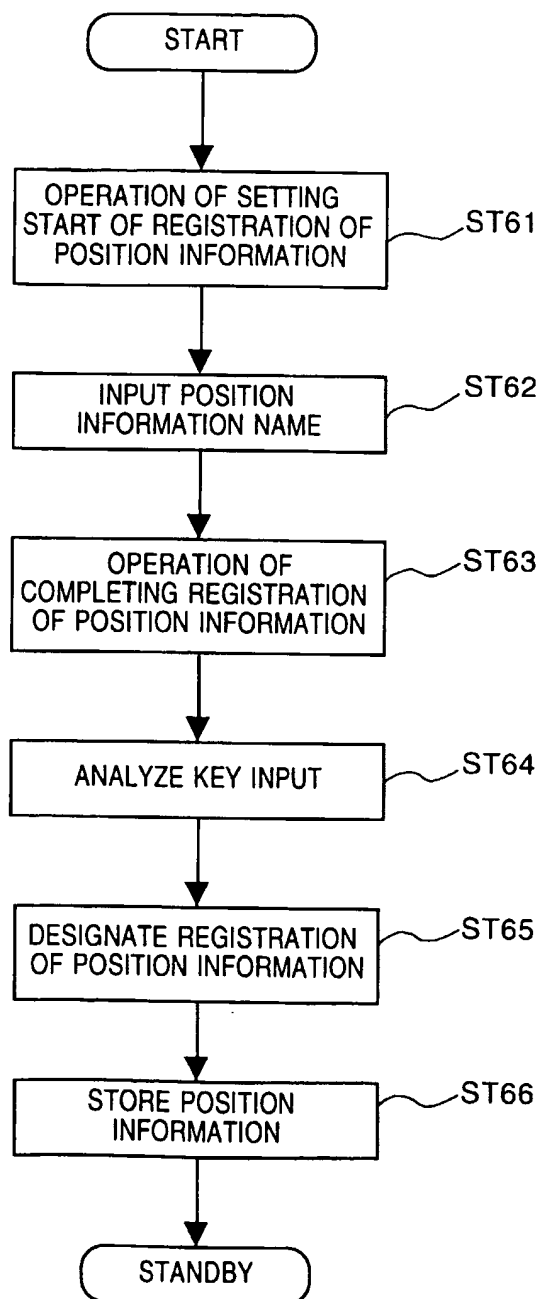 START
OPERATION OF SETTING
START OF REGISTRATION OF
POSITION INFORMATION
ST61
INPUT POSITION
INFORMATION NAME
ST62
OPERATION OF
COMPLETING REGISTRATION
OF POSITION INFORMATION
ST63
ANALYZE KEY INPUT
ST64
DESIGNATE REGISTRATION
OF POSITION INFORMATION
ST65
STORE POSITION
INFORMATION
ST66
STANDBY